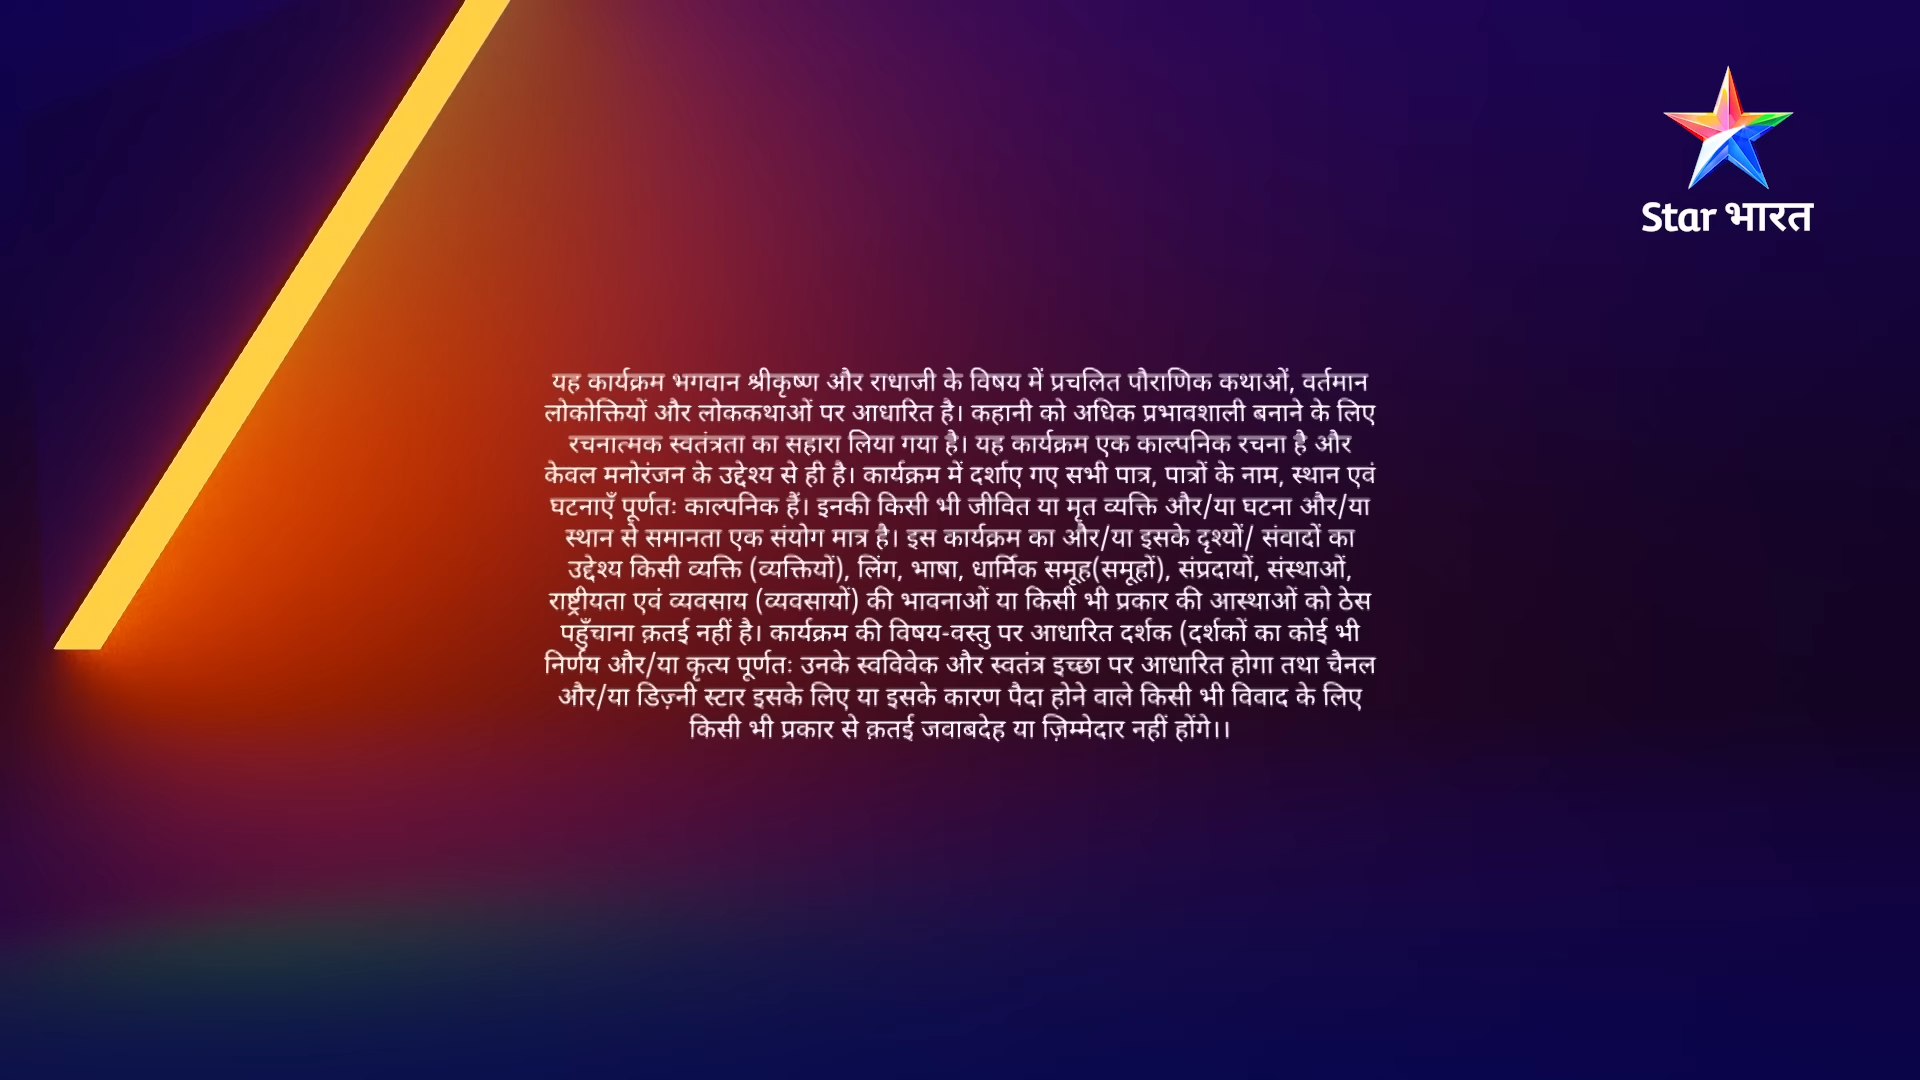 Star भारत
यह कार्यक्रम भगवान श्रीकृष्ण और राधाजी के विषय में प्रचलित पौराणिक कथाओं, वर्तमान
लोकोक्तियों और लोककथाओं पर आधारित है। कहानी को अधिक प्रभावशाली बनाने के लिए
रचनात्मक स्वतंत्रता का सहारा लिया गया है। यह कार्यक्रम एक काल्पनिक रचना है और
केवल मनोरंजन के उद्देश्य से ही है। कार्यक्रम में दर्शाए गए सभी पात्र, पात्रों के नाम, स्थान एवं
घटनाएँ पूर्णतः काल्पनिक हैं। इनकी किसी भी जीवित या मृत व्यक्ति और/या घटना और/या
स्थान से समानता एक संयोग मात्र है। इस कार्यक्रम का और/या इसके दृश्यों/ संवादों का
उद्देश्य किसी व्यक्ति (व्यक्तियों), लिंग, भाषा, धार्मिक समूह(समूहों), संप्रदायों, संस्थाओं,
राष्ट्रीयता एवं व्यवसाय (व्यवसायों) की भावनाओं या किसी भी प्रकार की आस्थाओं को ठेस
पहुँचाना क़तई नहीं है। कार्यक्रम की विषय-वस्तु पर आधारित दर्शक (दर्शकों का कोई भी
निर्णय और/या कृत्य पूर्णतः उनके स्वविवेक और स्वतंत्र इच्छा पर आधारित होगा तथा चैनल
और/या डिज़्नी स्टार इसके लिए या इसके कारण पैदा होने वाले किसी भी विवाद के लिए
किसी भी प्रकार से क़तई जवाबदेह या ज़िम्मेदार नहीं होंगे।।